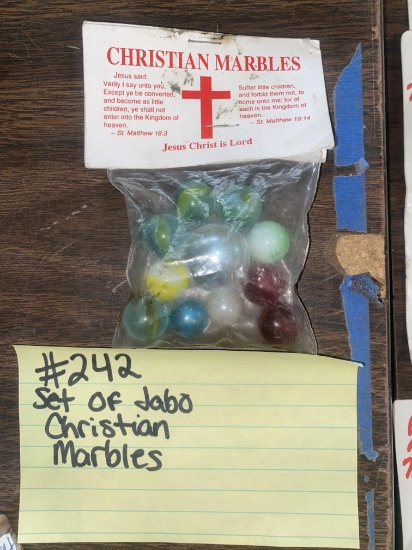 CHRISTIAN MARBLES
Jesus said:
Verily I say unto you,
Except ye be converted,
and become as little
children, ye shall not
enter into the Kingdom of
heaven.
– St. Matthew 18:3
Suffer little children,
and forbid them not, to
come unto me; for of
such is the Kingdom of
heaven.
– St. Matthew 19:14
Jesus Christ is Lord
#242
Set of Jabo
Christian
Marbles